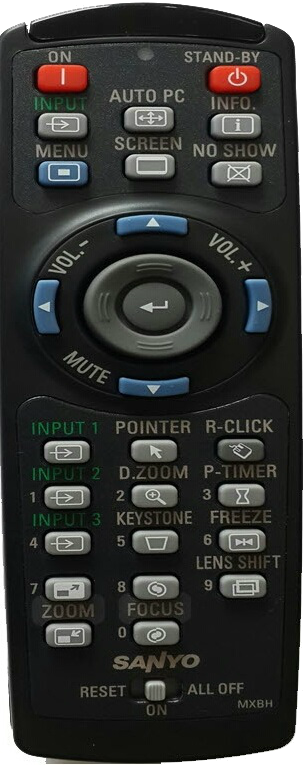 ON STAND-BY
INPUT AUTO PC INFO.
MENU SCREEN NO SHOW
VOL.- VOL.+
MUTE
INPUT 1 POINTER R-CLICK
INPUT 2 D.ZOOM P-TIMER
1 2 3
INPUT 3 KEYSTONE FREEZE
4 5 6
LENS SHIFT
7 8 9
ZOOM FOCUS
0
SANYO
RESET ALL OFF
ON
MXBH